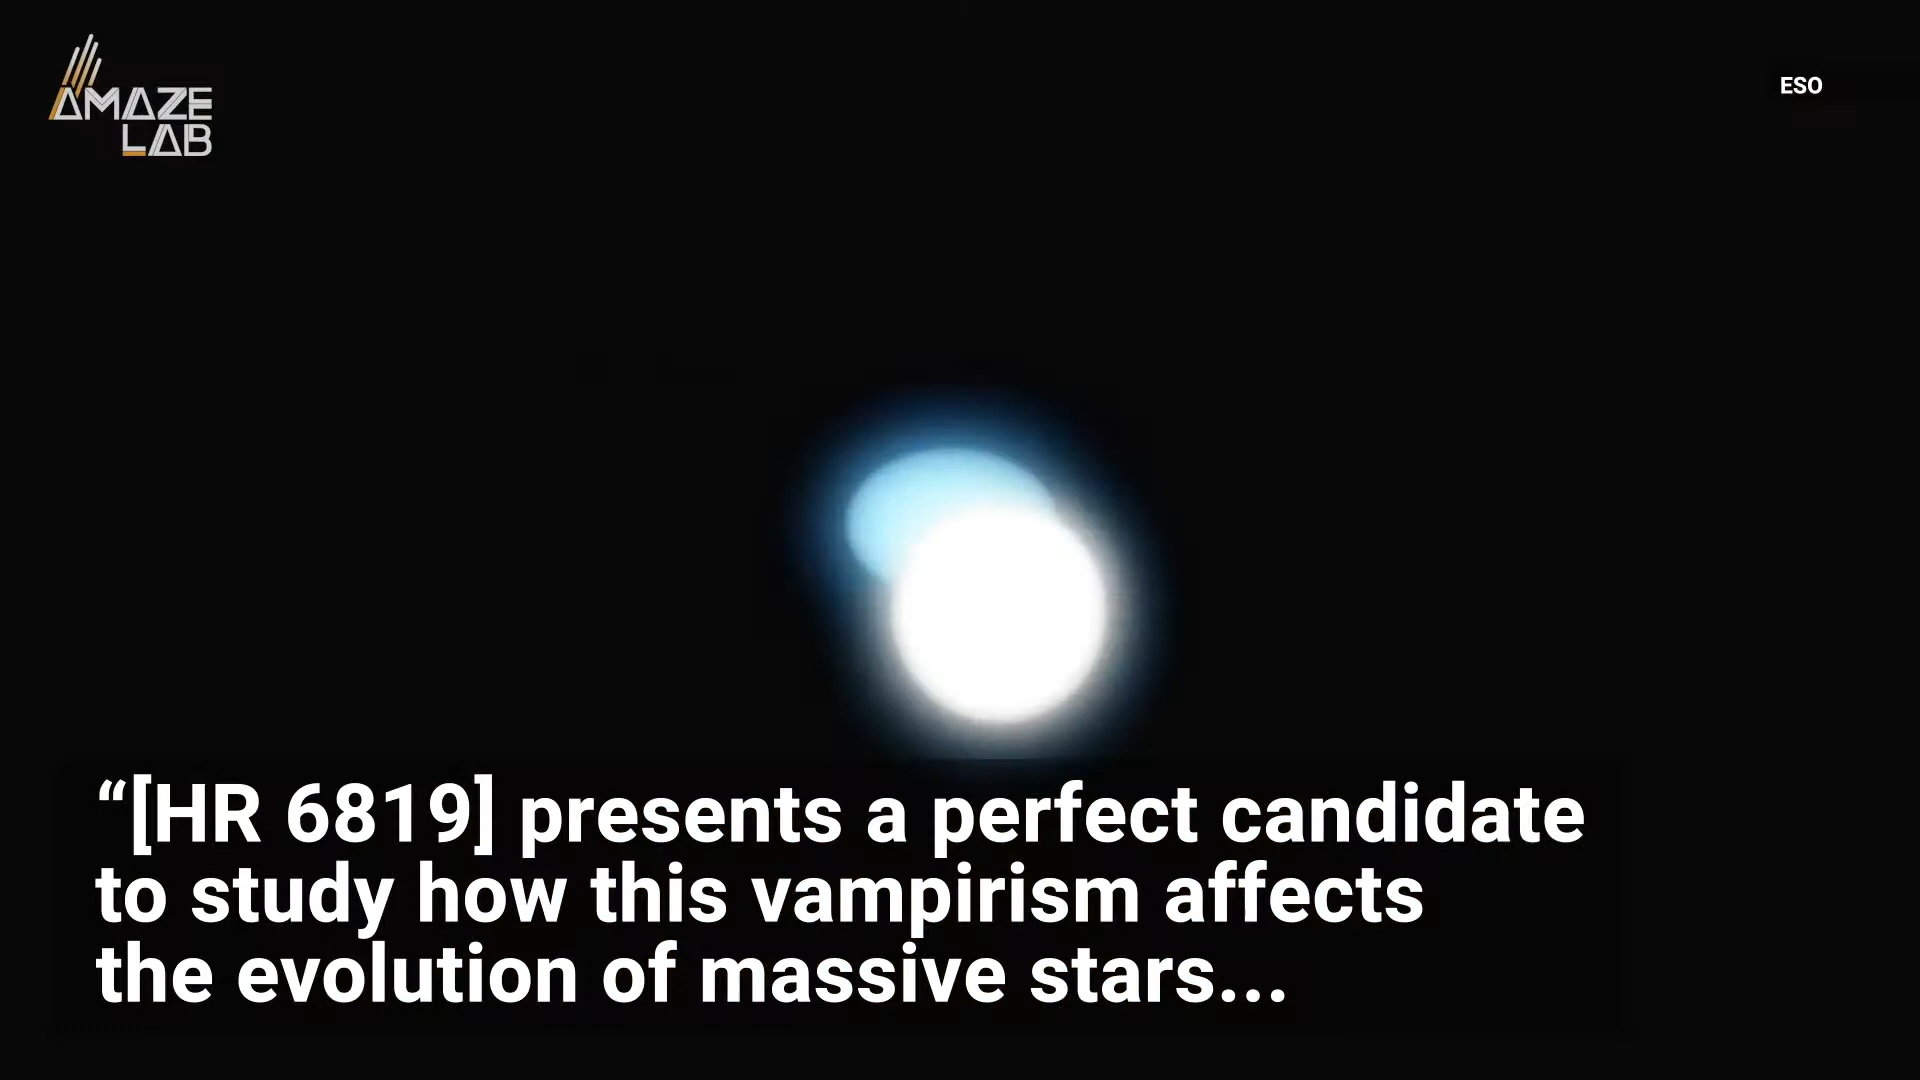 AMAZE
LAB
ESO
“[HR 6819] presents a perfect candidate
to study how this vampirism affects
the evolution of massive stars...